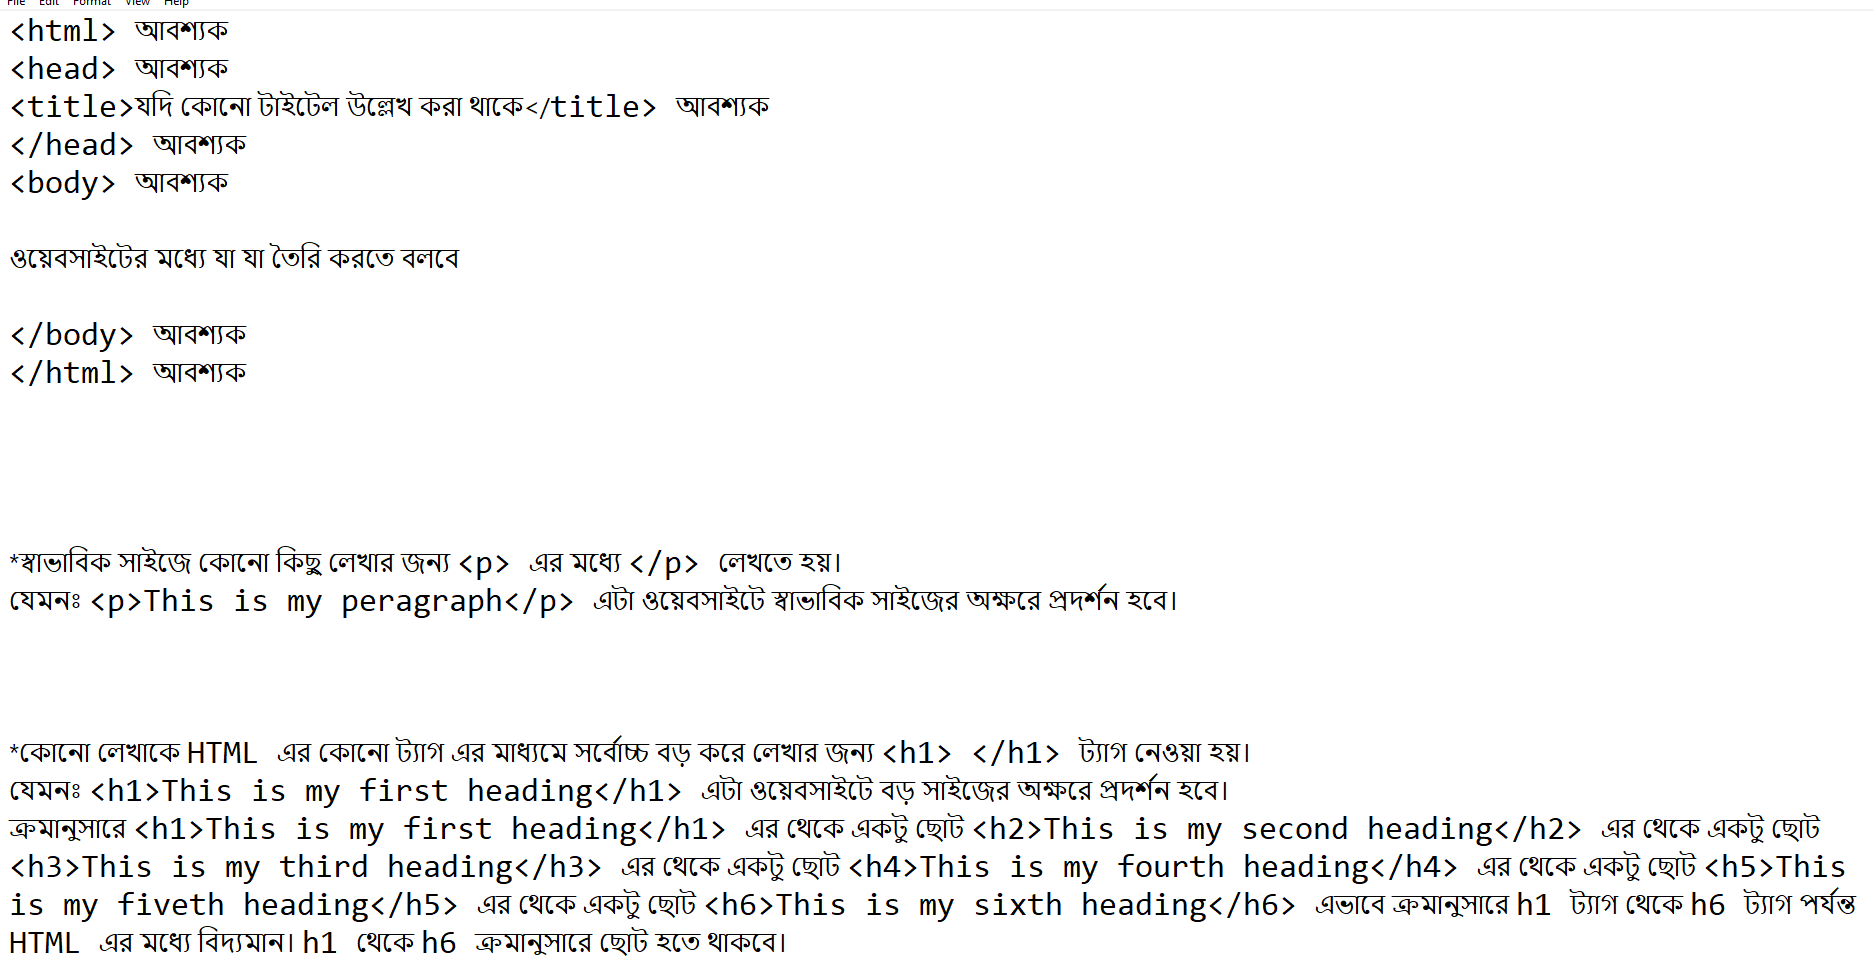 File Edit Format View Help
<html> আবশ্যক
<head> আবশ্যক
<title>যদি কোনো টাইটেল উল্লেখ করা থাকে</title> আবশ্যক
</head> আবশ্যক
<body> আবশ্যক
ওয়েবসাইটের মধ্যে যা যা তৈরি করতে বলবে
</body> আবশ্যক
</html> আবশ্যক
*স্বাভাবিক সাইজে কোনো কিছু লেখার জন্য <p> এর মধ্যে </p> লেখতে হয়।
যেমনঃ <p>This is my peragraph</p> এটা ওয়েবসাইটে স্বাভাবিক সাইজের অক্ষরে প্রদর্শন হবে।
*কোনো লেখাকে HTML এর কোনো ট্যাগ এর মাধ্যমে সর্বোচ্চ বড় করে লেখার জন্য <h1> </h1> ট্যাগ নেওয়া হয়।
যেমনঃ <h1>This is my first heading</h1> এটা ওয়েবসাইটে বড় সাইজের অক্ষরে প্রদর্শন হবে।
ক্রমানুসারে <h1>This is my first heading</h1> এর থেকে একটু ছোট <h2>This is my second heading</h2> এর থেকে একটু ছোট
<h3>This is my third heading</h3> এর থেকে একটু ছোট <h4>This is my fourth heading</h4> এর থেকে একটু ছোট <h5>This
is my fiveth heading</h5> এর থেকে একটু ছোট <h6>This is my sixth heading</h6> এভাবে ক্রমানুসারে h1 ট্যাগ থেকে h6 ট্যাগ পর্যন্ত
HTML এর মধ্যে বিদ্যমান। h1 থেকে h6 ক্রমানুসারে ছোট হতে থাকবে।